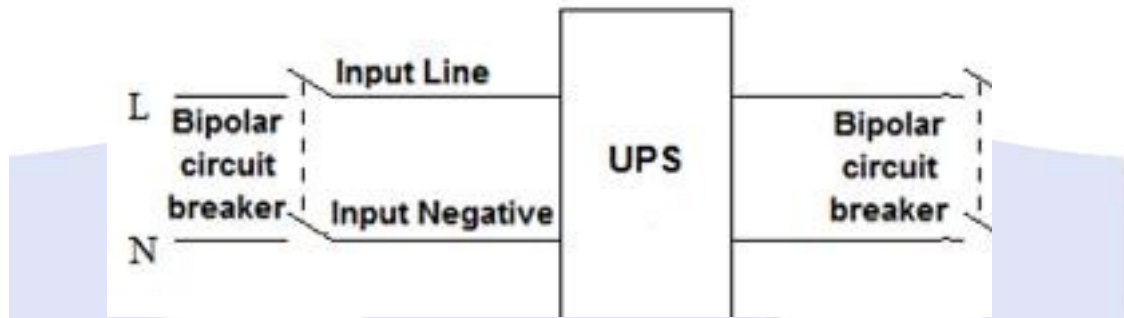 Input Line
L
Bipolar
circuit
breaker
Input Negative
N
UPS
Bipolar
circuit
breaker